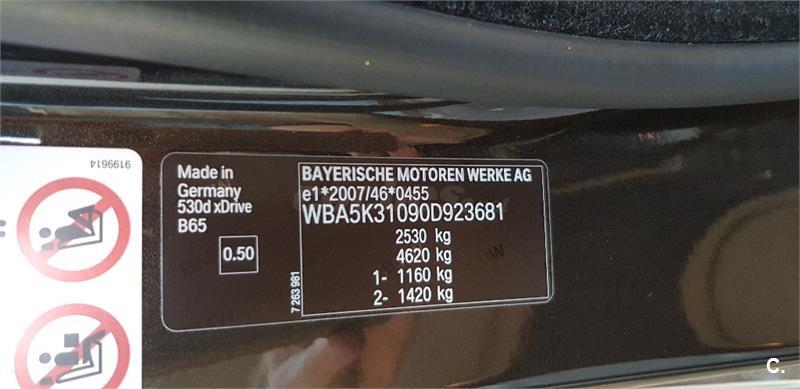 9199614
Made in
Germany
530d xDrive
B65
0.50
7 263 981
BAYERISCHE MOTOREN WERKE AG
e1*2007/46*0455
WBA5K31090D923681
2530 kg
4620 kg
1- 1160 kg
2- 1420 kg
C.